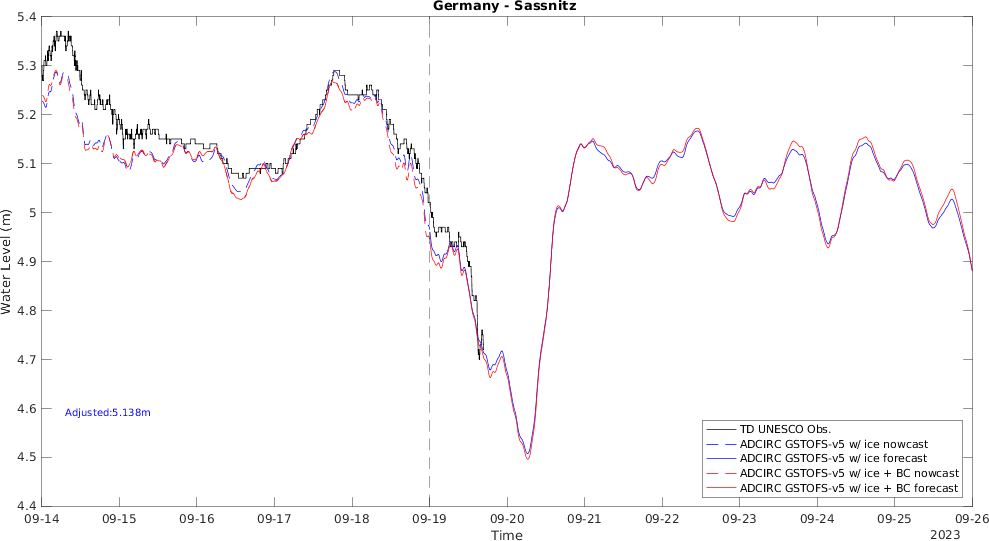 Germany - Sassnitz
5.4
5.3
5.2
5.1
5
4.9
4.8
4.7
4.6
4.5
4.4
Water Level (m)
Adjusted:5.138m
TD UNESCO Obs.
ADCIRC GSTOFS-v5 w/ ice nowcast
ADCIRC GSTOFS-v5 w/ ice forecast
ADCIRC GSTOFS-v5 w/ ice + BC nowcast
ADCIRC GSTOFS-v5 w/ ice + BC forecast
09-14 09-15 09-16 09-17 09-18 09-19 09-20 09-21 09-22 09-23 09-24 09-25 09-26
Time
2023